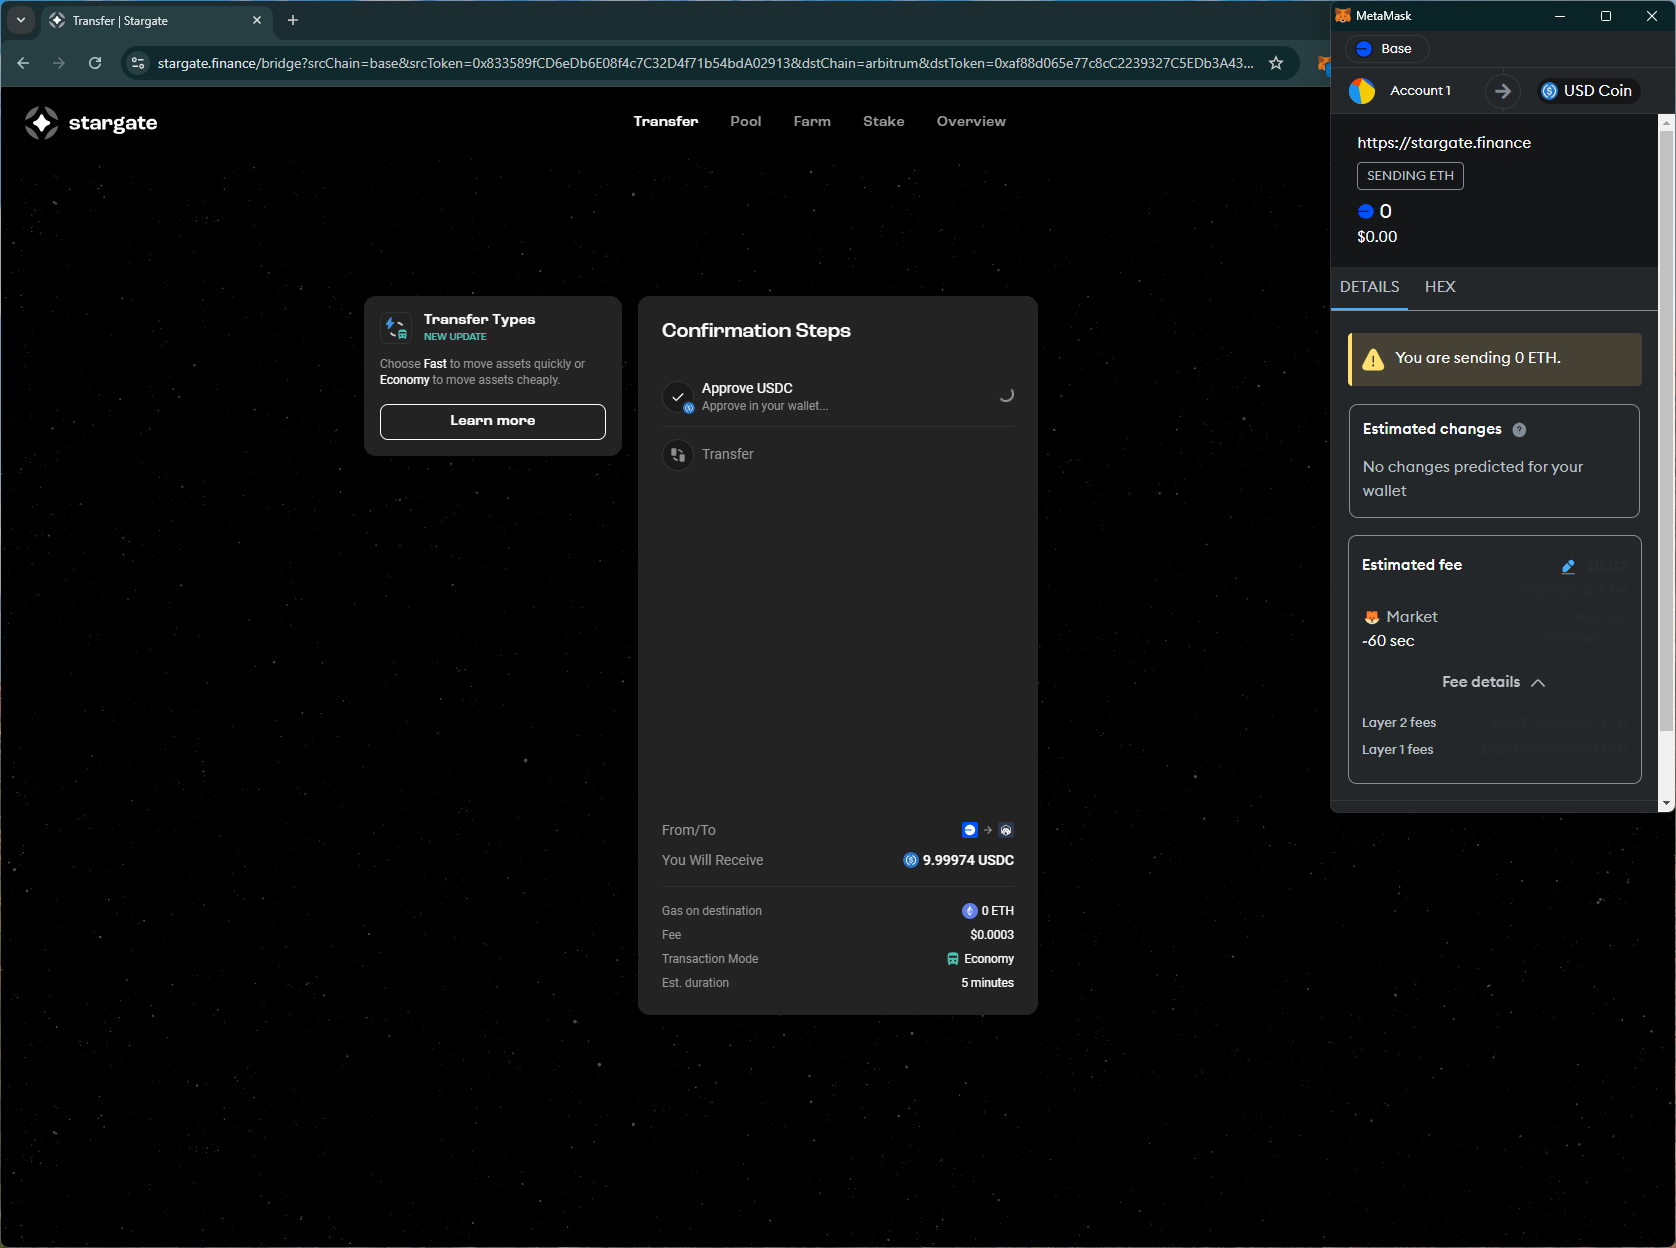 Transfer | Stargate
stargate.finance/bridge?srcChain=base&srcToken=0x833589fCD6eDb6E08f4c7C32D4f71b54bdA02913&dstChain=arbitrum&dstToken=0xaf88d065e77c8cC2239327C5EDb3A43...
stargate
Transfer
Pool
Farm
Stake
Overview
Transfer Types
NEW UPDATE
Choose Fast to move assets quickly or
Economy to move assets cheaply.
Learn more
Confirmation Steps
Approve USDC
Approve in your wallet...
Transfer
From/To
You Will Receive
9.99974 USDC
Gas on destination
0 ETH
Fee
$0.0003
Transaction Mode
Economy
Est. duration
5 minutes
MetaMask
Base
Account 1
USD Coin
https://stargate.finance
SENDING ETH
0
$0.00
DETAILS
HEX
You are sending 0 ETH.
Estimated changes
No changes predicted for your
wallet
Estimated fee
$0.02
Market
~60 sec
Fee details
Layer 2 fees
Layer 1 fees